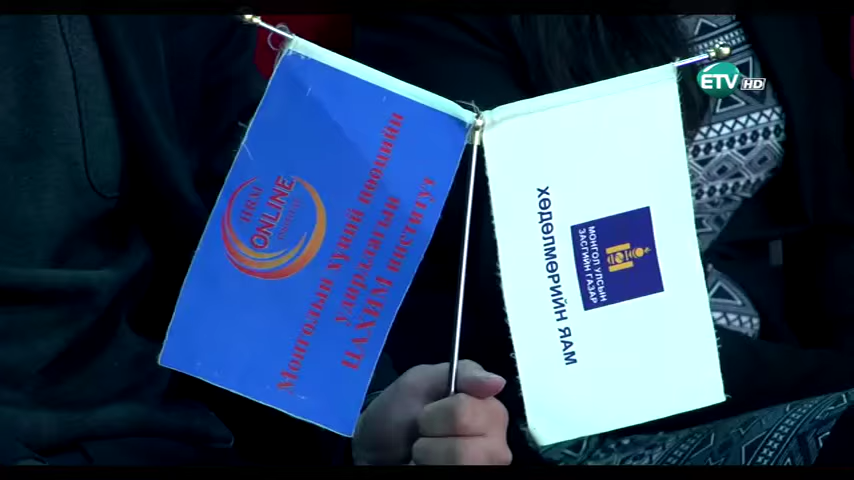 ETV HD
HRM
ONLINE
Монголын хүний нөөцийн
удирдлагын
ЦАХИМ институт
МОНГОЛ УЛСЫН
ЗАСГИЙН ГАЗАР
ХӨДӨЛМӨРИЙН ЯАМ